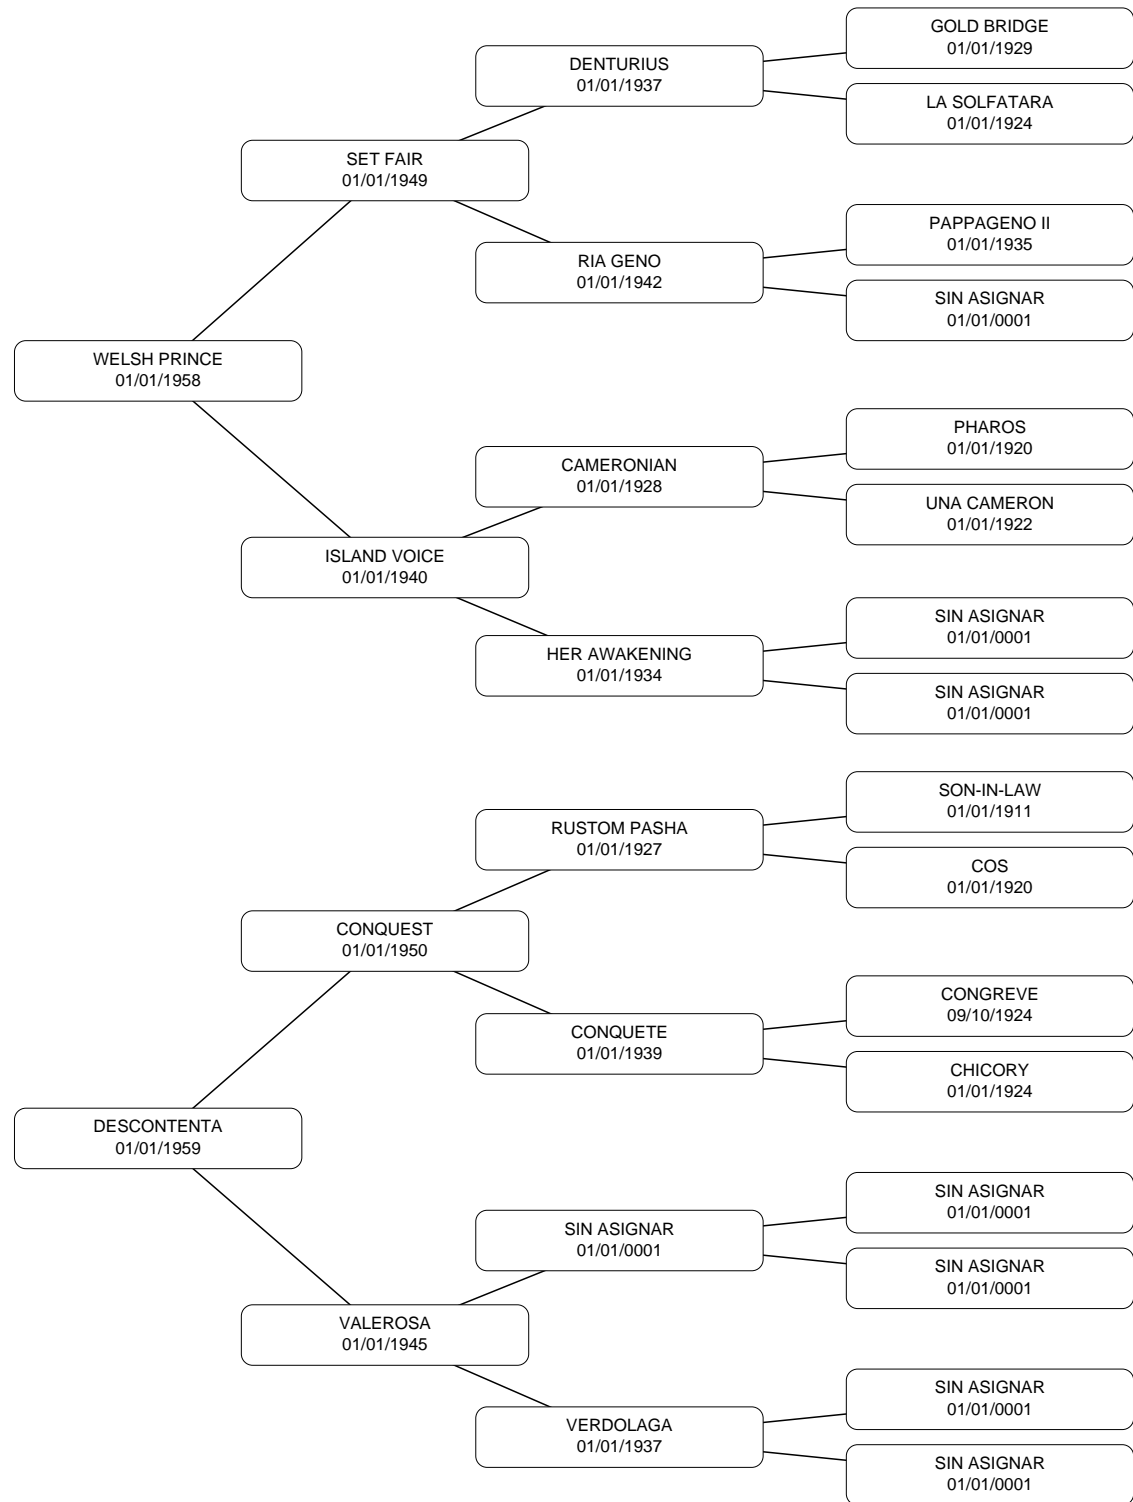 GOLD BRIDGE
01/01/1929
DENTURIUS
01/01/1937
LA SOLFATARA
01/01/1924
SET FAIR
01/01/1949
PAPPAGENO II
01/01/1935
RIA GENO
01/01/1942
SIN ASIGNAR
01/01/0001
WELSH PRINCE
01/01/1958
PHAROS
01/01/1920
CAMERONIAN
01/01/1928
UNA CAMERON
01/01/1922
ISLAND VOICE
01/01/1940
SIN ASIGNAR
01/01/0001
HER AWAKENING
01/01/1934
SIN ASIGNAR
01/01/0001
SON-IN-LAW
01/01/1911
RUSTOM PASHA
01/01/1927
COS
01/01/1920
CONQUEST
01/01/1950
CONGREVE
09/10/1924
CONQUETE
01/01/1939
CHICORY
01/01/1924
DESCONTENTA
01/01/1959
SIN ASIGNAR
01/01/0001
SIN ASIGNAR
01/01/0001
SIN ASIGNAR
01/01/0001
VALEROSA
01/01/1945
SIN ASIGNAR
01/01/0001
VERDOLAGA
01/01/1937
SIN ASIGNAR
01/01/0001